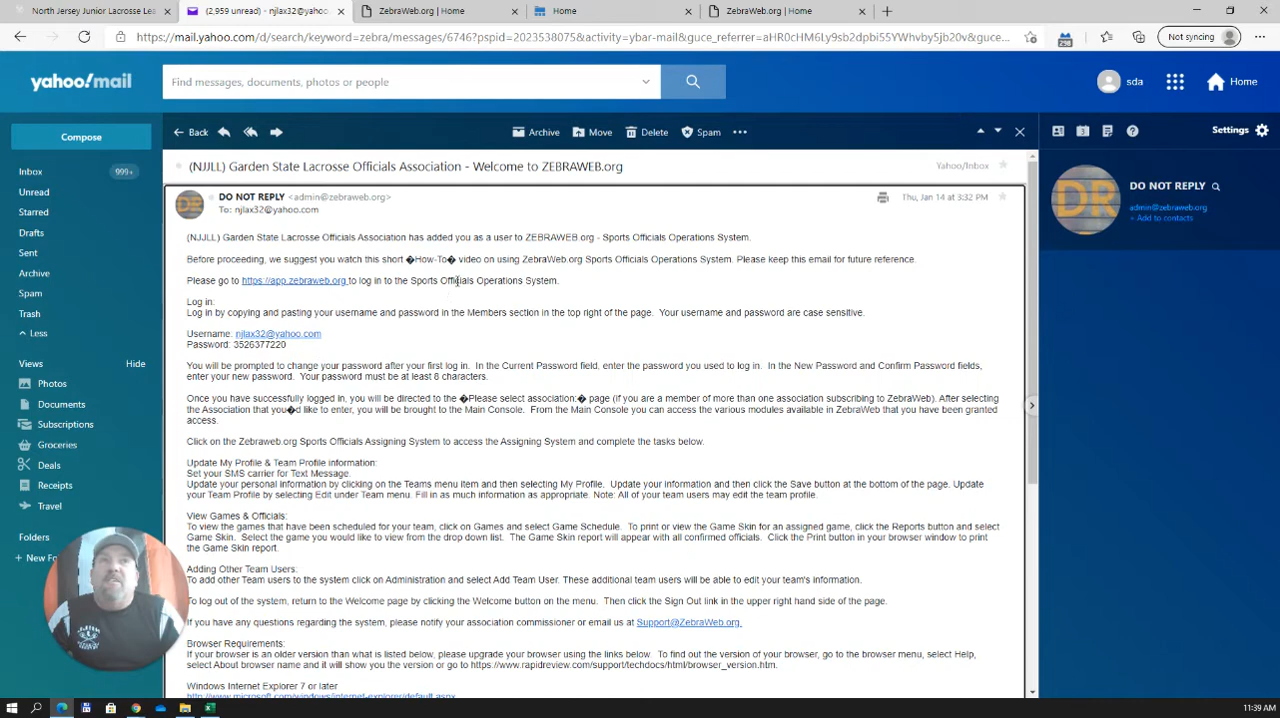 North Jersey Junior Lacrosse Lea
(2,959 unread) - njlax32@yahoo.
ZebraWeb.org | Home
Home
ZebraWeb.org | Home
https://mail.yahoo.com/d/search/keyword=zebra/messages/6746?pspid=2023538075&activity=ybar-mail&guce_referrer=aHR0cHM6Ly9sb2dpbi55YWhvby5jb20v&guce...
Not syncing
yahoo!mail
Find messages, documents, photos or people
sda
Home
Compose
Back
Archive
Move
Delete
Spam
Settings
Inbox
999+
Unread
Starred
Drafts
Sent
Archive
Spam
Trash
Less
Views
Hide
Photos
Documents
Subscriptions
Groceries
Deals
Receipts
Travel
Folders
+ New Fo
(NJJLL) Garden State Lacrosse Officials Association - Welcome to ZEBRAWEB.org
Yahoo/Inbox
DR
DO NOT REPLY <admin@zebraweb.org>
To: njlax32@yahoo.com
Thu, Jan 14 at 3:32 PM
(NJJLL) Garden State Lacrosse Officials Association has added you as a user to ZEBRAWEB.org - Sports Officials Operations System.
Before proceeding, we suggest you watch this short �How-To� video on using ZebraWeb.org Sports Officials Operations System. Please keep this email for future reference.
Please go to https://app.zebraweb.org to log in to the Sports Officials Operations System.
Log in:
Log in by copying and pasting your username and password in the Members section in the top right of the page. Your username and password are case sensitive.
Username: njlax32@yahoo.com
Password: 3526377220
You will be prompted to change your password after your first log in. In the Current Password field, enter the password you used to log in. In the New Password and Confirm Password fields,
enter your new password. Your password must be at least 8 characters.
Once you have successfully logged in, you will be directed to the �Please select association:� page (if you are a member of more than one association subscribing to ZebraWeb). After selecting
the Association that you�d like to enter, you will be brought to the Main Console. From the Main Console you can access the various modules available in ZebraWeb that you have been granted
access.
Click on the Zebraweb.org Sports Officials Assigning System to access the Assigning System and complete the tasks below.
Update My Profile & Team Profile information:
Set your SMS carrier for Text Message.
Update your personal information by clicking on the Teams menu item and then selecting My Profile. Update your information and then click the Save button at the bottom of the page. Update
your Team Profile by selecting Edit under Team menu. Fill in as much information as appropriate. Note: All of your team users may edit the team profile.
View Games & Officials:
To view the games that have been scheduled for your team, click on Games and select Game Schedule. To print or view the Game Skin for an assigned game, click the Reports button and select
Game Skin. Select the game you would like to view from the drop down list. The Game Skin report will appear with all confirmed officials. Click the Print button in your browser window to print
the Game Skin report.
Adding Other Team Users:
To add other Team users to the system click on Administration and select Add Team User. These additional team users will be able to edit your team's information.
To log out of the system, return to the Welcome page by clicking the Welcome button on the menu. Then click the Sign Out link in the upper right hand side of the page.
If you have any questions regarding the system, please notify your association commissioner or email us at Support@ZebraWeb.org.
Browser Requirements:
If your browser is an older version than what is listed below, please upgrade your browser using the links below. To find out the version of your browser, go to the browser menu, select Help,
select About browser name and it will show you the version or go to https://www.rapidreview.com/support/techdocs/html/browser_version.htm.
Windows Internet Explorer 7 or later
http://www.microsoft.com/windows/internet-explorer/default.aspx
DR
DO NOT REPLY
admin@zebraweb.org
+ Add to contacts
11:39 AM